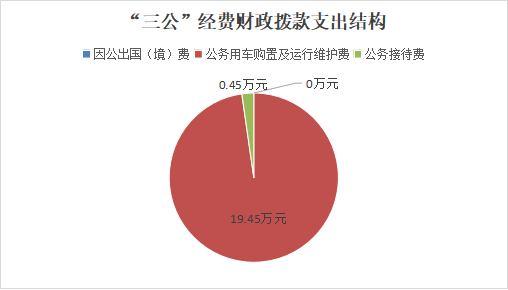 “三公”经费财政拨款支出结构
因公出国（境）费 公务用车购置及运行维护费 公务接待费
0.45万元 0万元
19.45万元